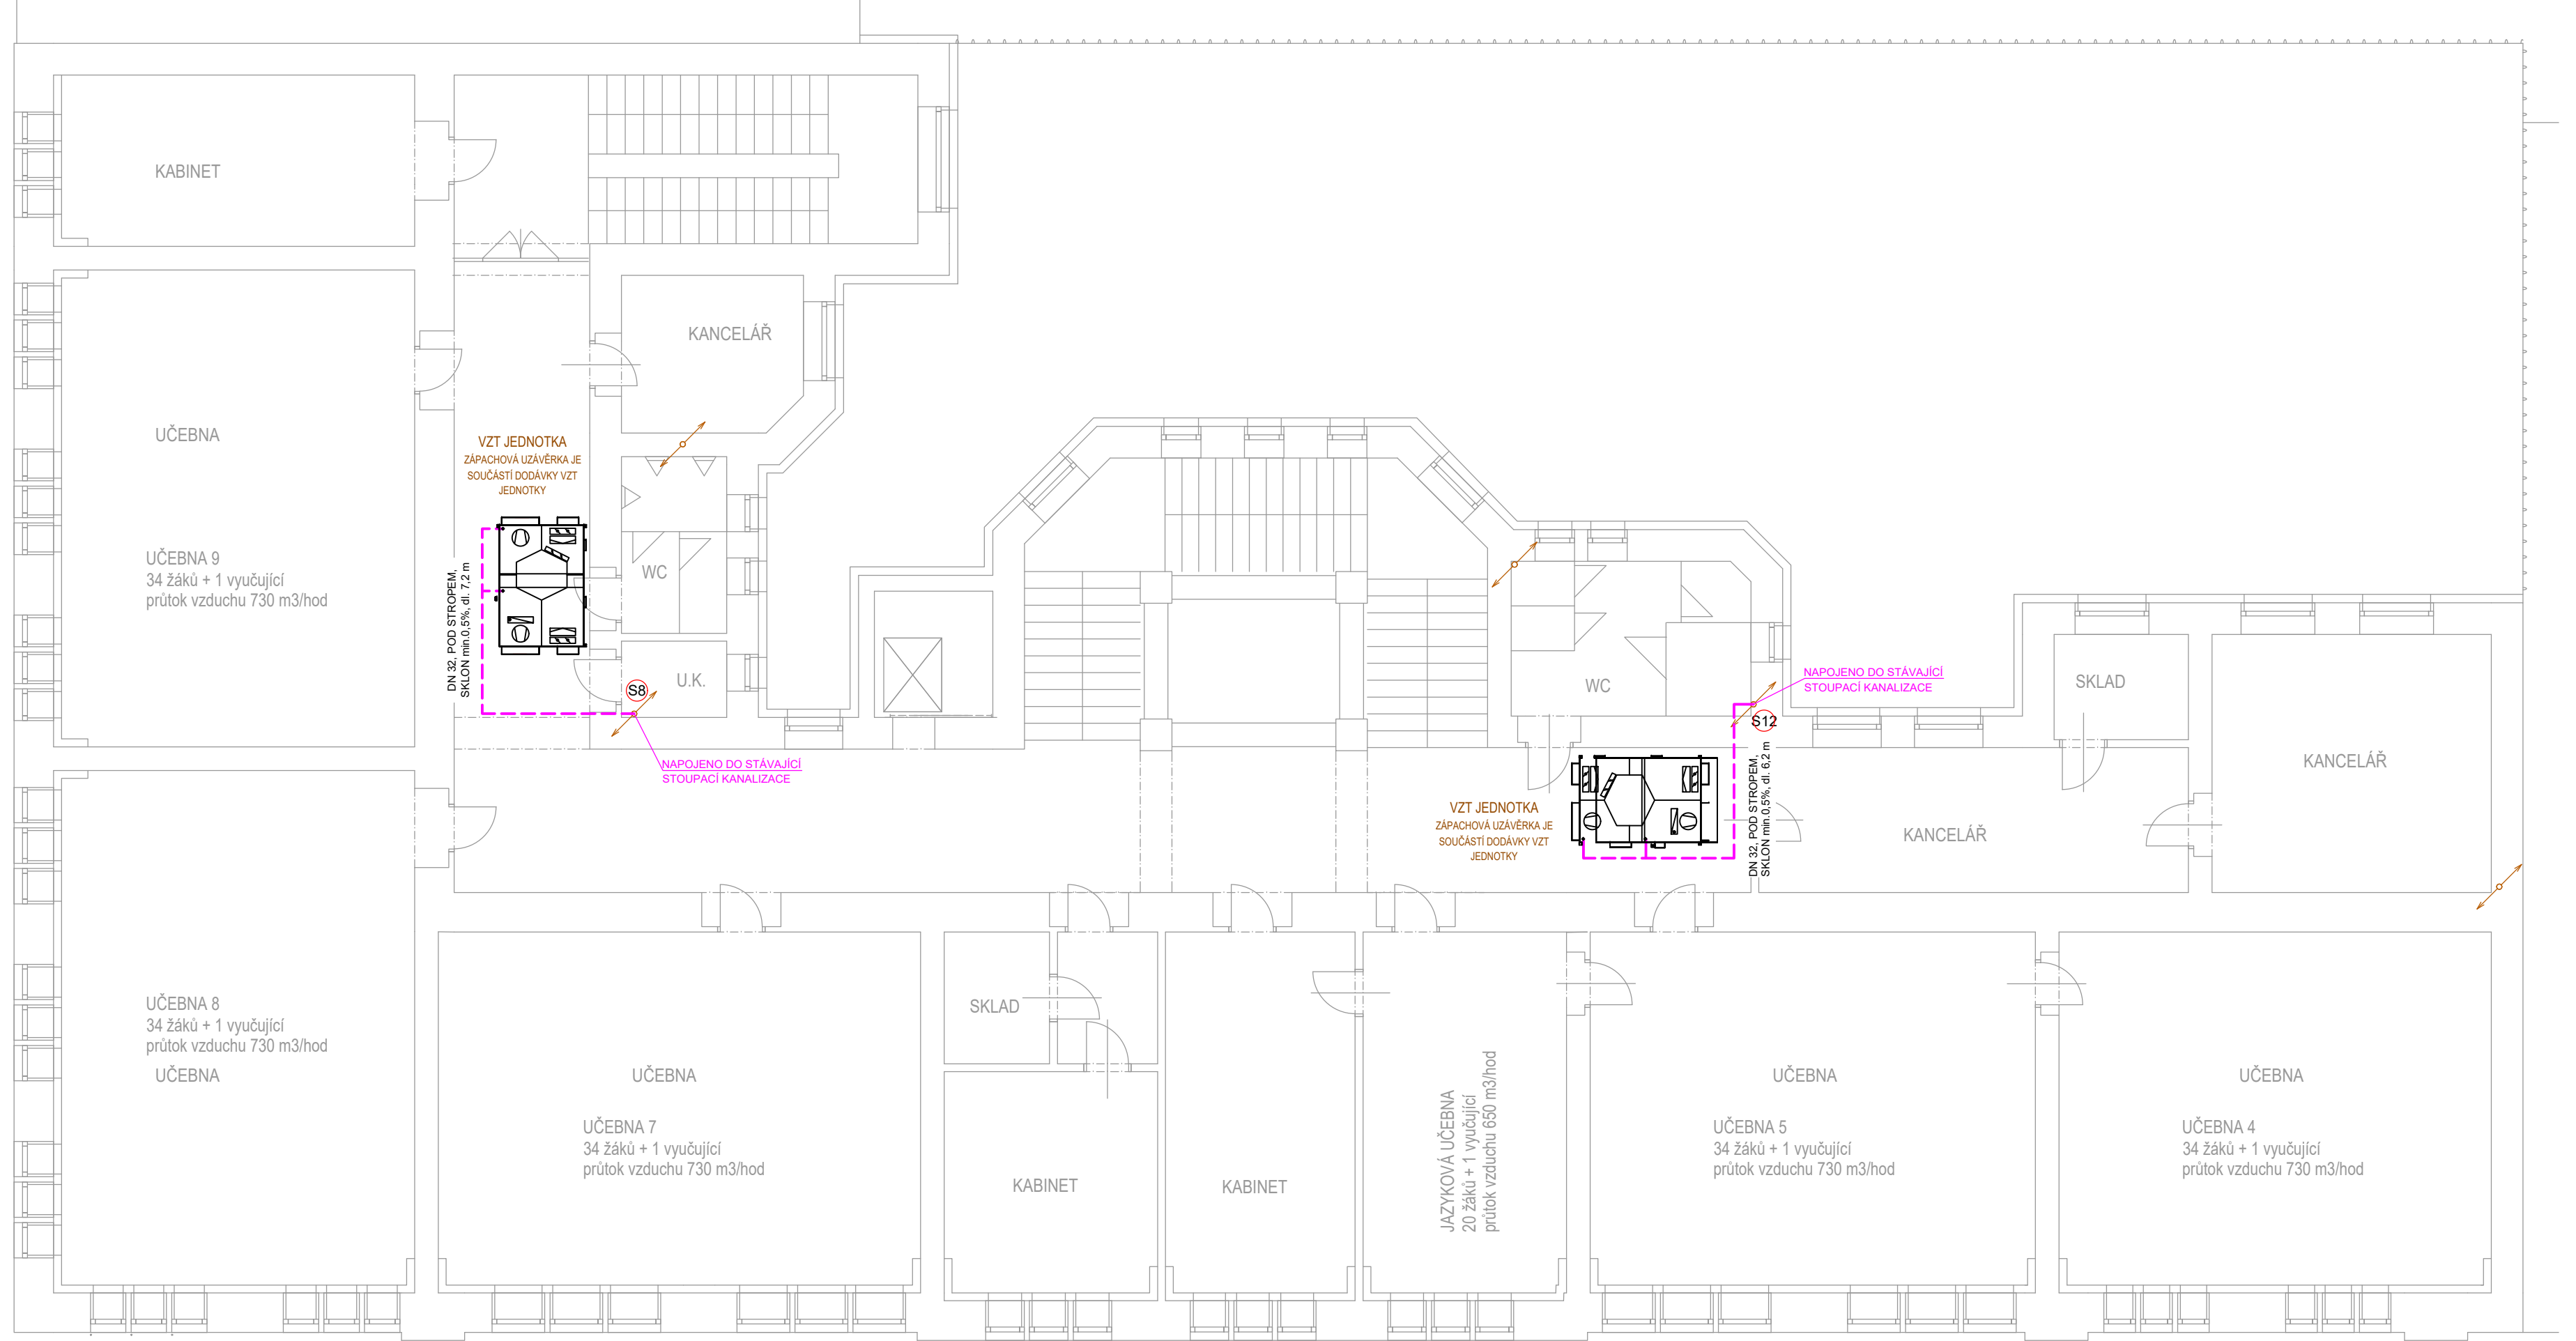 KABINET
KANCELÁŘ
UČEBNA
VZT JEDNOTKA
ZÁPACHOVÁ UZÁVĚRKA JE
SOUČÁSTÍ DODÁVKY VZT
JEDNOTKY
UČEBNA 9
34 žáků + 1 vyučující
průtok vzduchu 730 m3/hod
DN 32, POD STROPEM,
SKLON min.0,5%, dl. 7,2 m
WC
U.K.
S8
NAPOJENO DO STÁVAJÍCÍ
STOUPACÍ KANALIZACE
WC
NAPOJENO DO STÁVAJÍCÍ
STOUPACÍ KANALIZACE
S12
SKLAD
KANCELÁŘ
VZT JEDNOTKA
ZÁPACHOVÁ UZÁVĚRKA JE
SOUČÁSTÍ DODÁVKY VZT
JEDNOTKY
DN 32, POD STROPEM,
SKLON min.0,5%, dl. 6,2 m
KANCELÁŘ
UČEBNA 8
34 žáků + 1 vyučující
průtok vzduchu 730 m3/hod
UČEBNA
UČEBNA
UČEBNA 7
34 žáků + 1 vyučující
průtok vzduchu 730 m3/hod
SKLAD
KABINET
KABINET
JAZYKOVÁ UČEBNA
20 žáků + 1 vyučující
průtok vzduchu 650 m3/hod
UČEBNA
UČEBNA 5
34 žáků + 1 vyučující
průtok vzduchu 730 m3/hod
UČEBNA
UČEBNA 4
34 žáků + 1 vyučující
průtok vzduchu 730 m3/hod